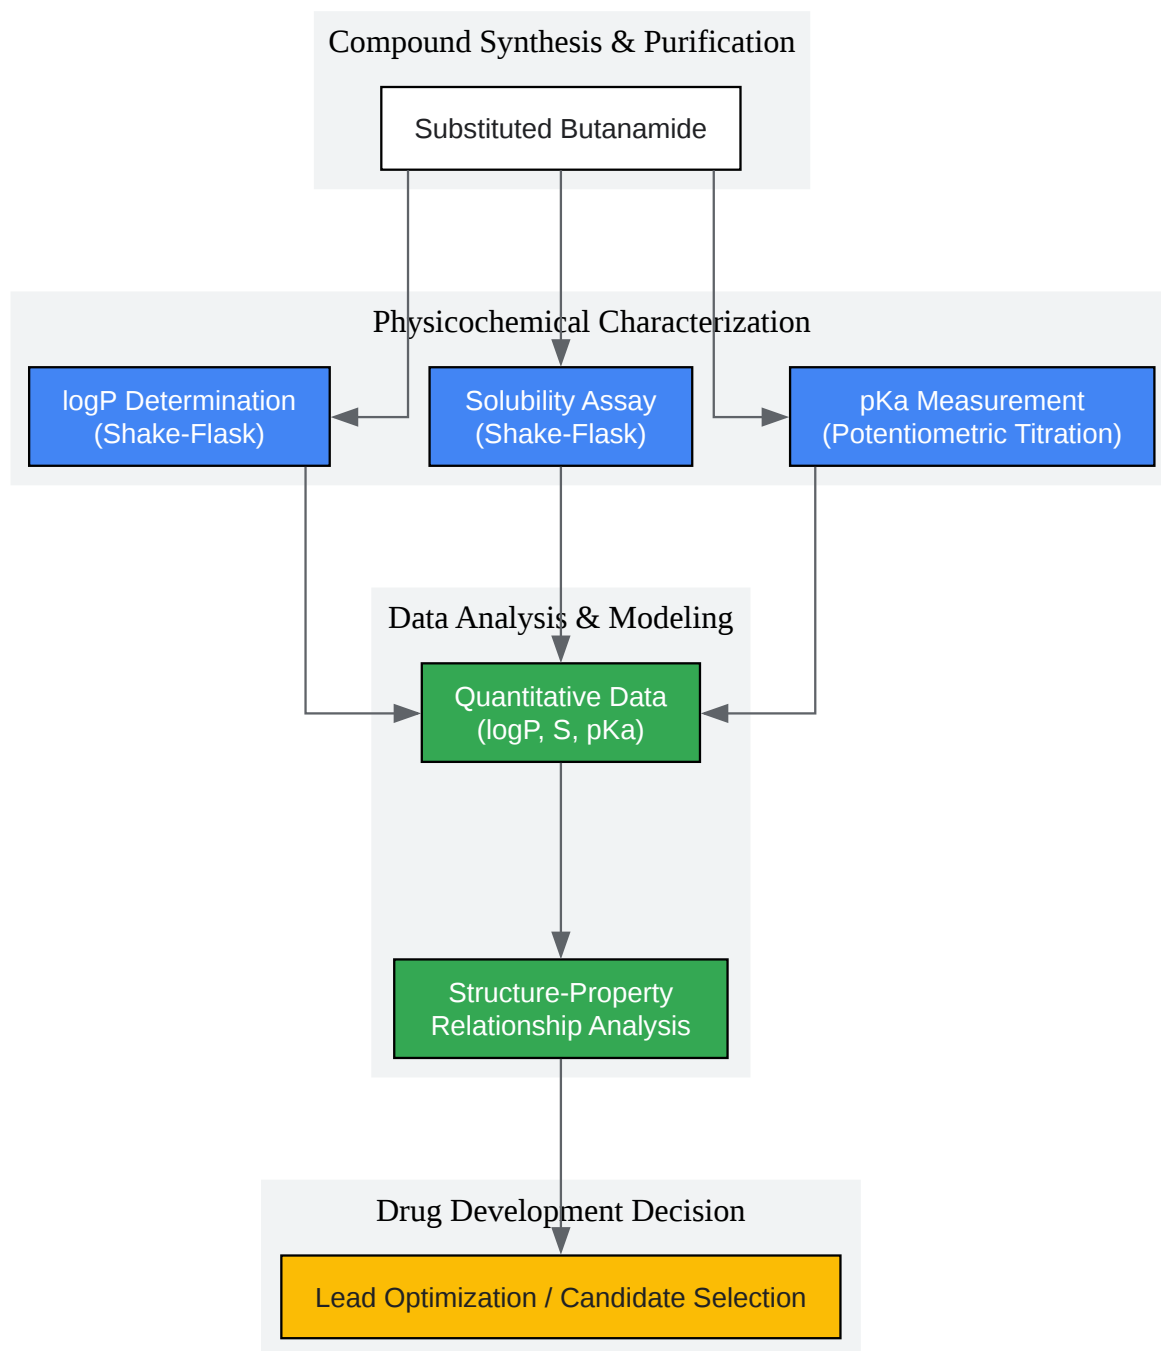 Compound Synthesis & Purification
Substituted Butanamide
Physicochemical Characterization
logP Determination
(Shake-Flask)
Solubility Assay
(Shake-Flask)
pKa Measurement
(Potentiometric Titration)
Data Analysis & Modeling
Quantitative Data
(logP, S, pKa)
Structure-Property
Relationship Analysis
Drug Development Decision
Lead Optimization / Candidate Selection